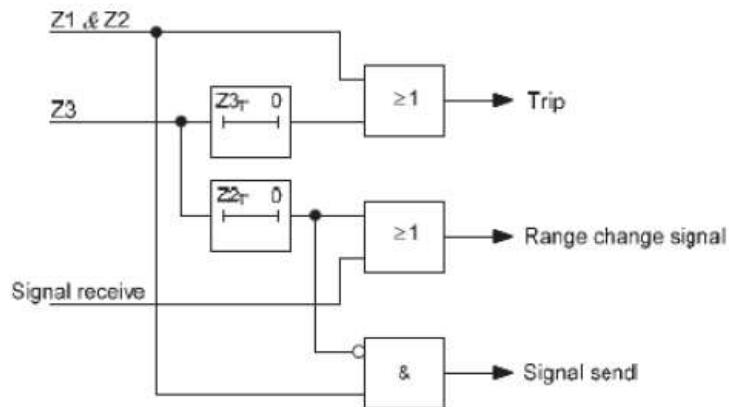 Z1 & Z2
Z3T 0
≥1
Trip
Z3
Z2T 0
≥1
Range change signal
Signal receive
&
Signal send